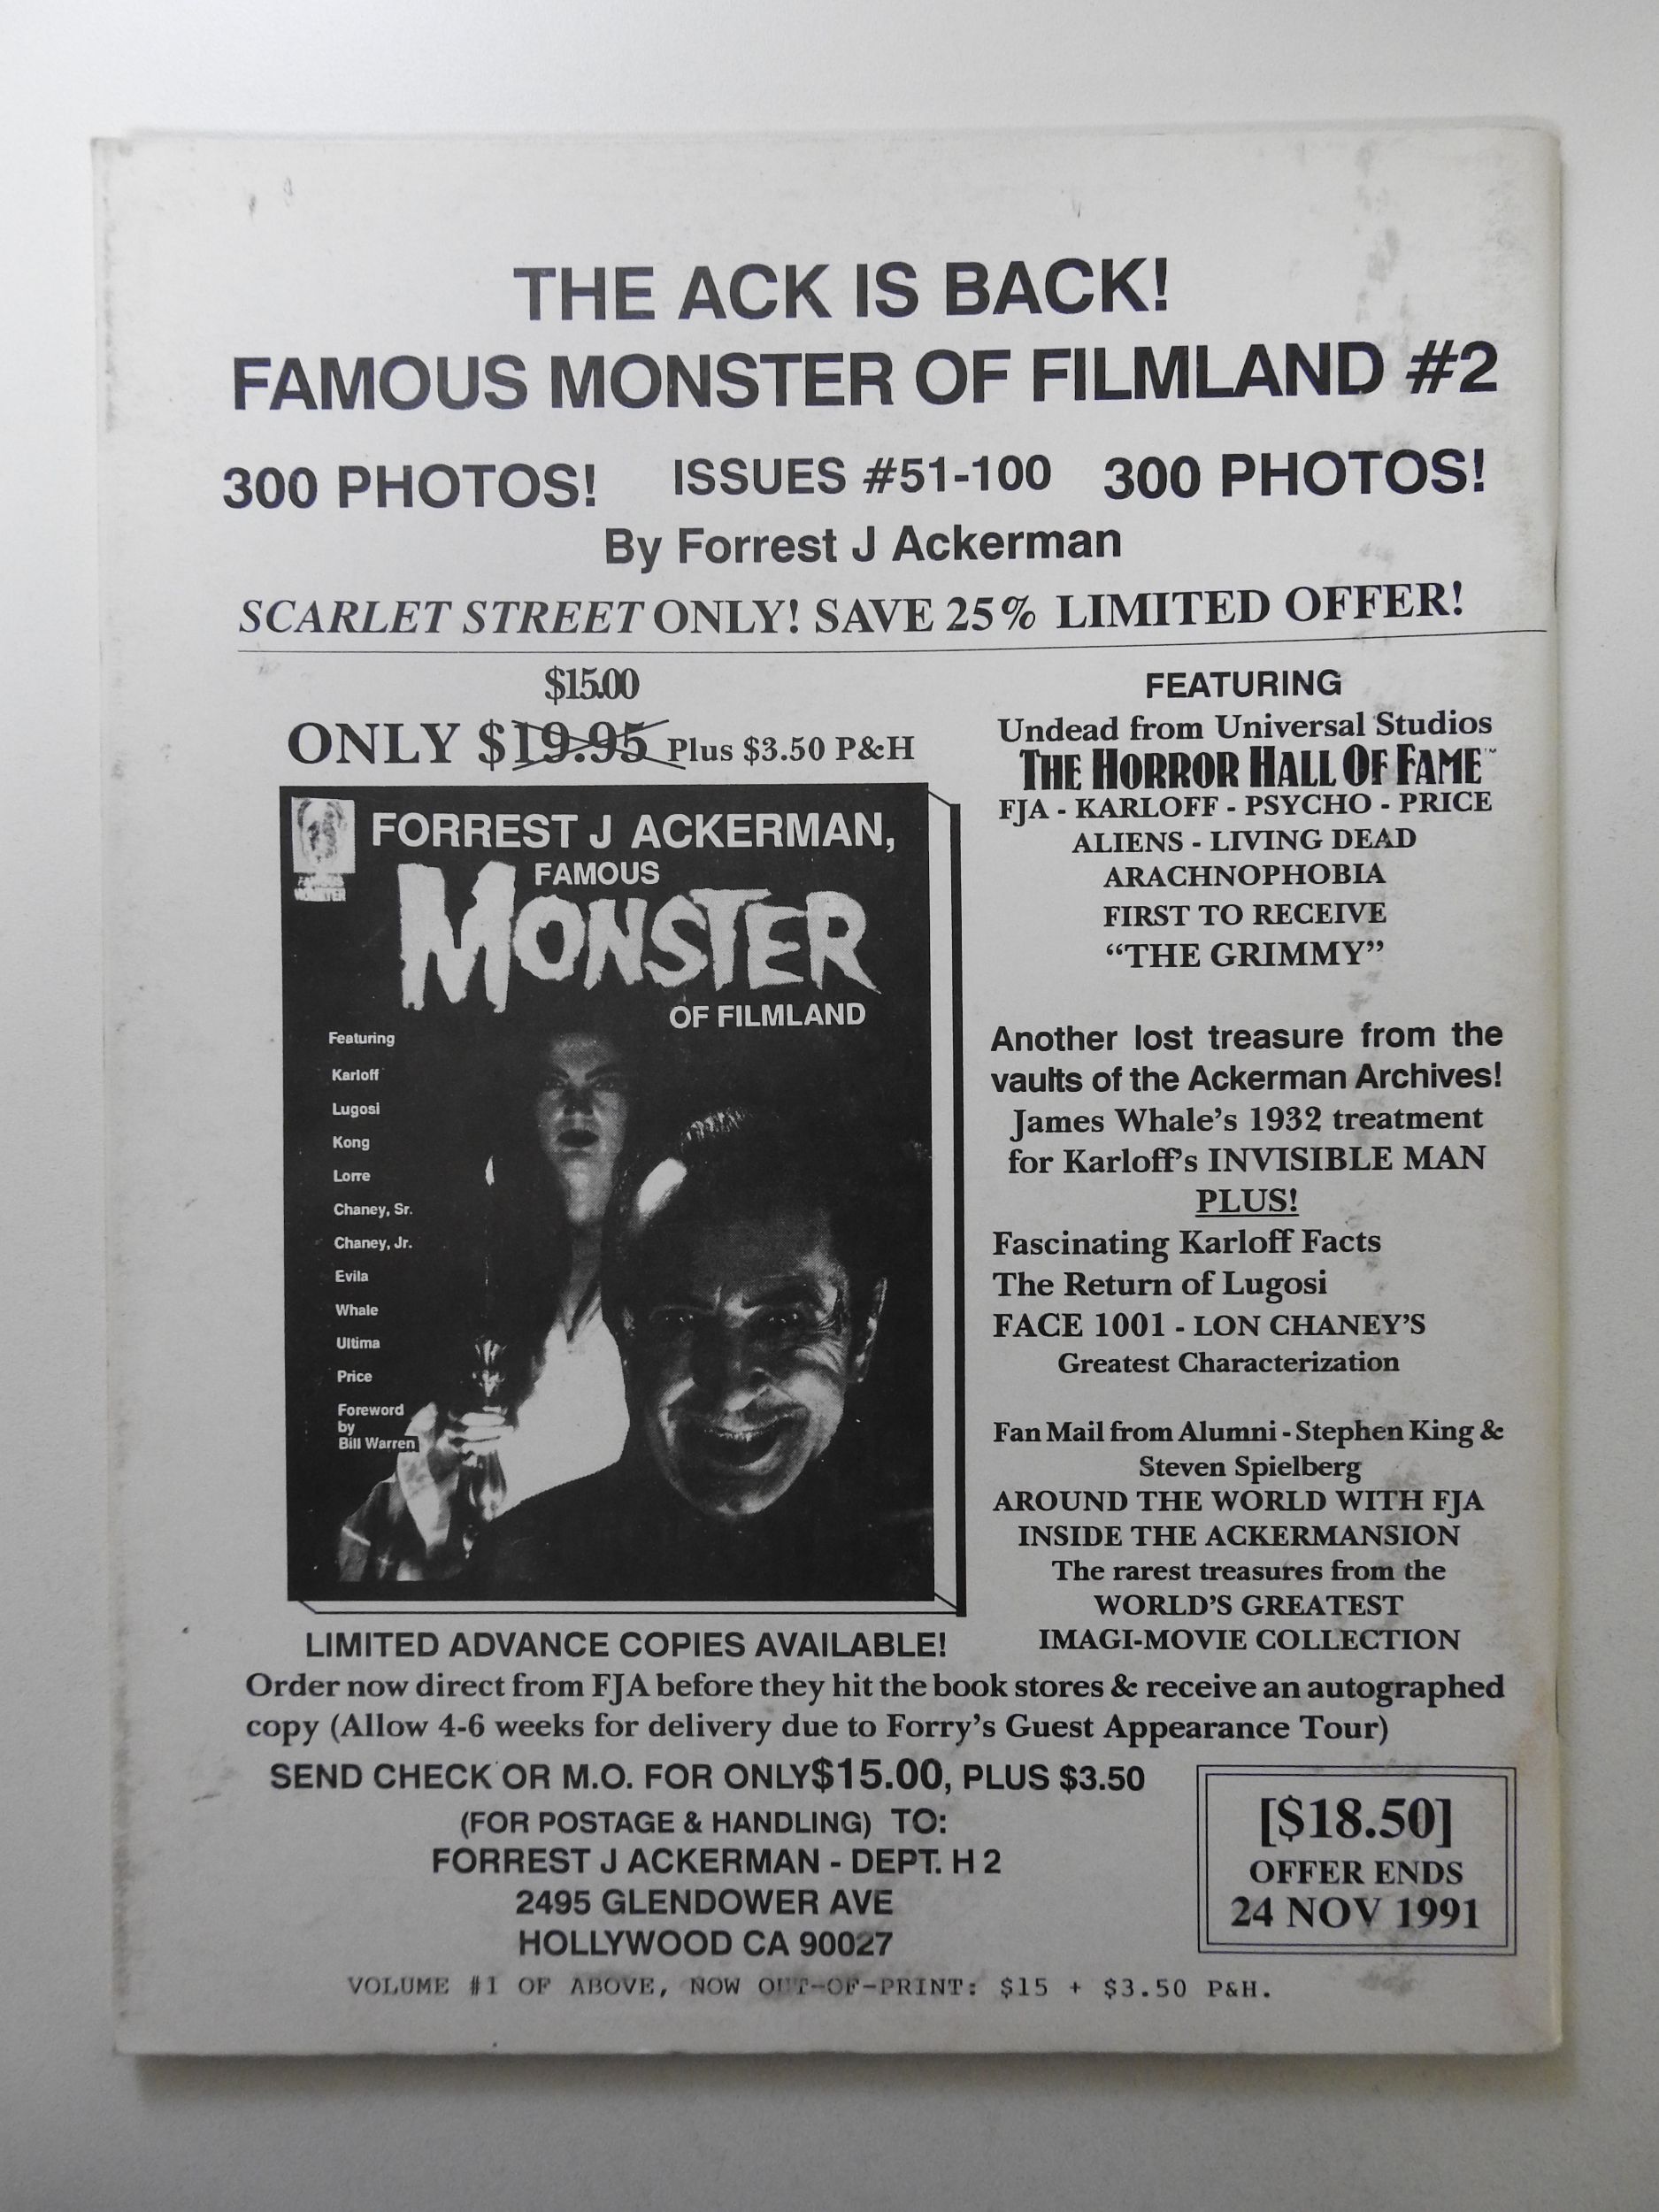 THE ACK IS BACK!
FAMOUS MONSTER OF FILMLAND #2
300 PHOTOS! ISSUES #51-100 300 PHOTOS!
By Forrest J Ackerman
SCARLET STREET ONLY! SAVE 25% LIMITED OFFER!
$15.00
ONLY $19.95 Plus $3.50 P&H
FORREST J ACKERMAN,
FAMOUS
MONSTER
OF FILMLAND
FAMOUS
MONSTER
Featuring
Karloff
Lugosi
Kong
Lorre
Chaney, Sr.
Chaney, Jr.
Evila
Whale
Ultima
Price
Foreword
by
Bill Warren
FEATURING
Undead from Universal Studios
THE HORROR HALL OF FAME™
FJA - KARLOFF - PSYCHO - PRICE
ALIENS - LIVING DEAD
ARACHNOPHOBIA
FIRST TO RECEIVE
“THE GRIMMY”
Another lost treasure from the
vaults of the Ackerman Archives!
James Whale’s 1932 treatment
for Karloff’s INVISIBLE MAN
PLUS!
Fascinating Karloff Facts
The Return of Lugosi
FACE 1001 - LON CHANEY’S
Greatest Characterization
Fan Mail from Alumni - Stephen King &
Steven Spielberg
AROUND THE WORLD WITH FJA
INSIDE THE ACKERMANSION
The rarest treasures from the
WORLD’S GREATEST
IMAGI-MOVIE COLLECTION
LIMITED ADVANCE COPIES AVAILABLE!
Order now direct from FJA before they hit the book stores & receive an autographed
copy (Allow 4-6 weeks for delivery due to Forry’s Guest Appearance Tour)
SEND CHECK OR M.O. FOR ONLY$15.00, PLUS $3.50
(FOR POSTAGE & HANDLING) TO:
FORREST J ACKERMAN - DEPT. H 2
2495 GLENDOWER AVE
HOLLYWOOD CA 90027
[$18.50]
OFFER ENDS
24 NOV 1991
VOLUME #1 OF ABOVE, NOW OUT-OF-PRINT: $15 + $3.50 P&H.